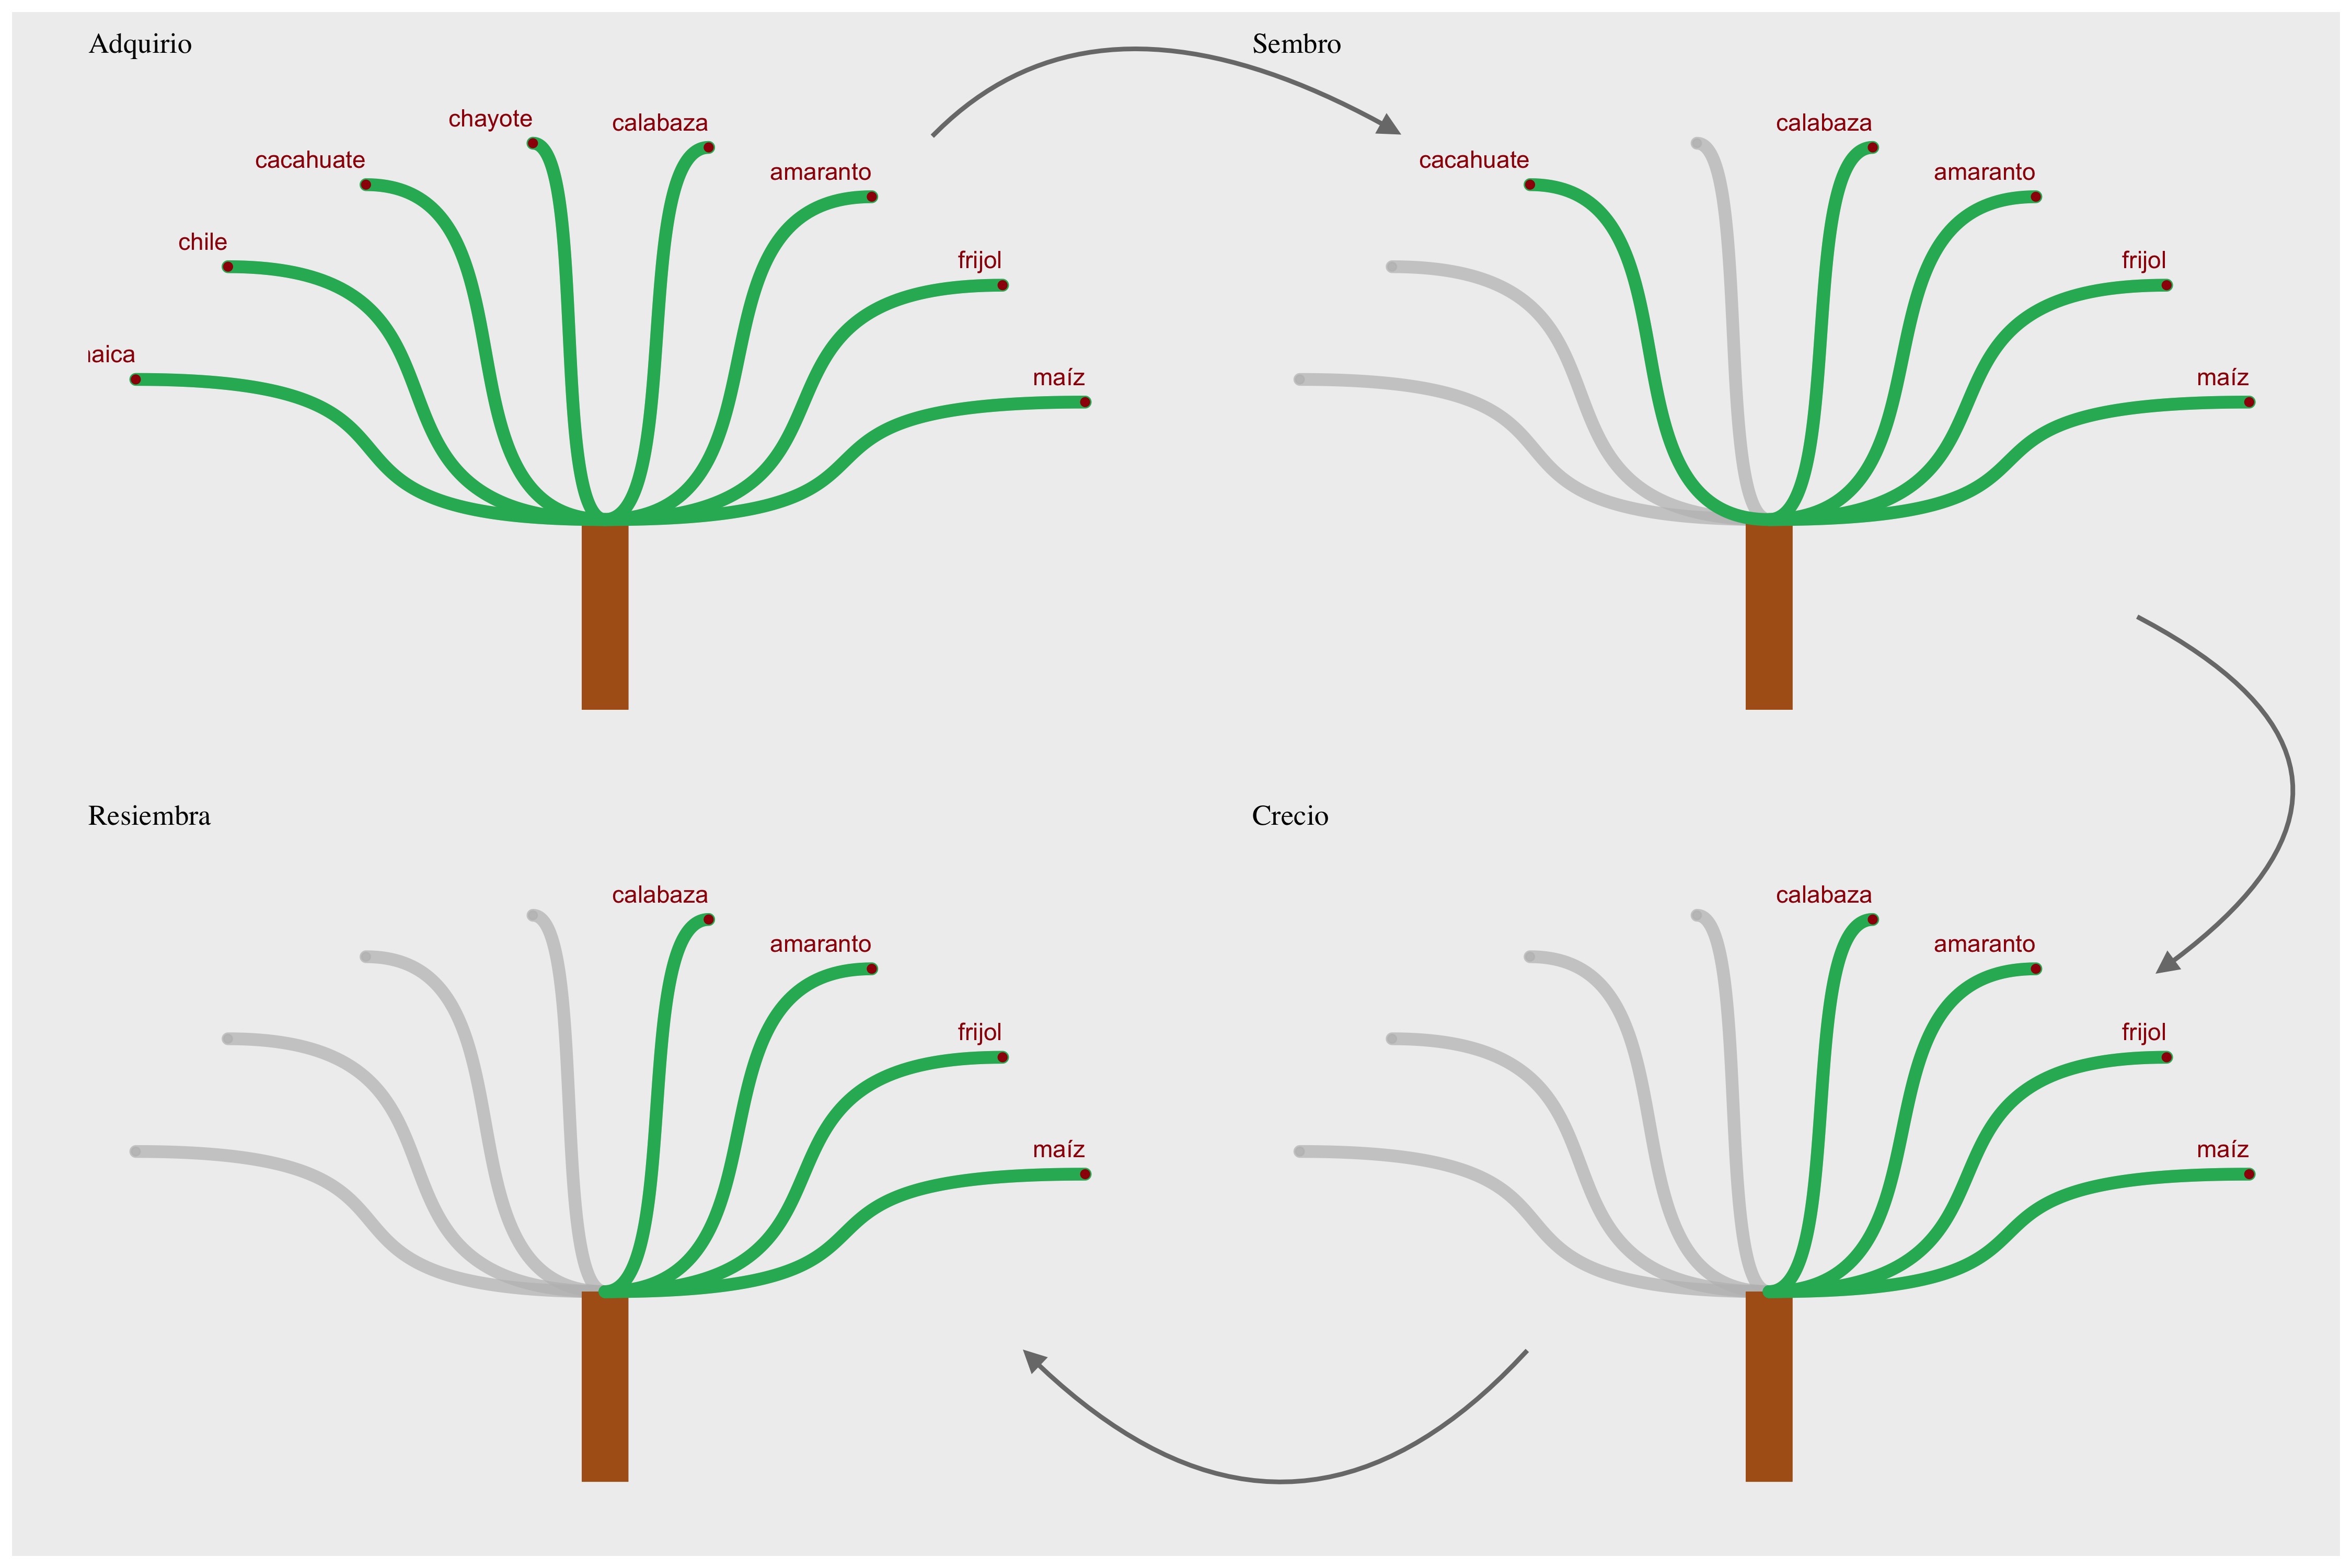 Adquirio
Sembro
chayote
calabaza
cacahuate
amaranto
chile
frijol
aica
maíz
calabaza
cacahuate
amaranto
frijol
maíz
Resiembra
Crecio
calabaza
amaranto
frijol
maíz
calabaza
amaranto
frijol
maíz